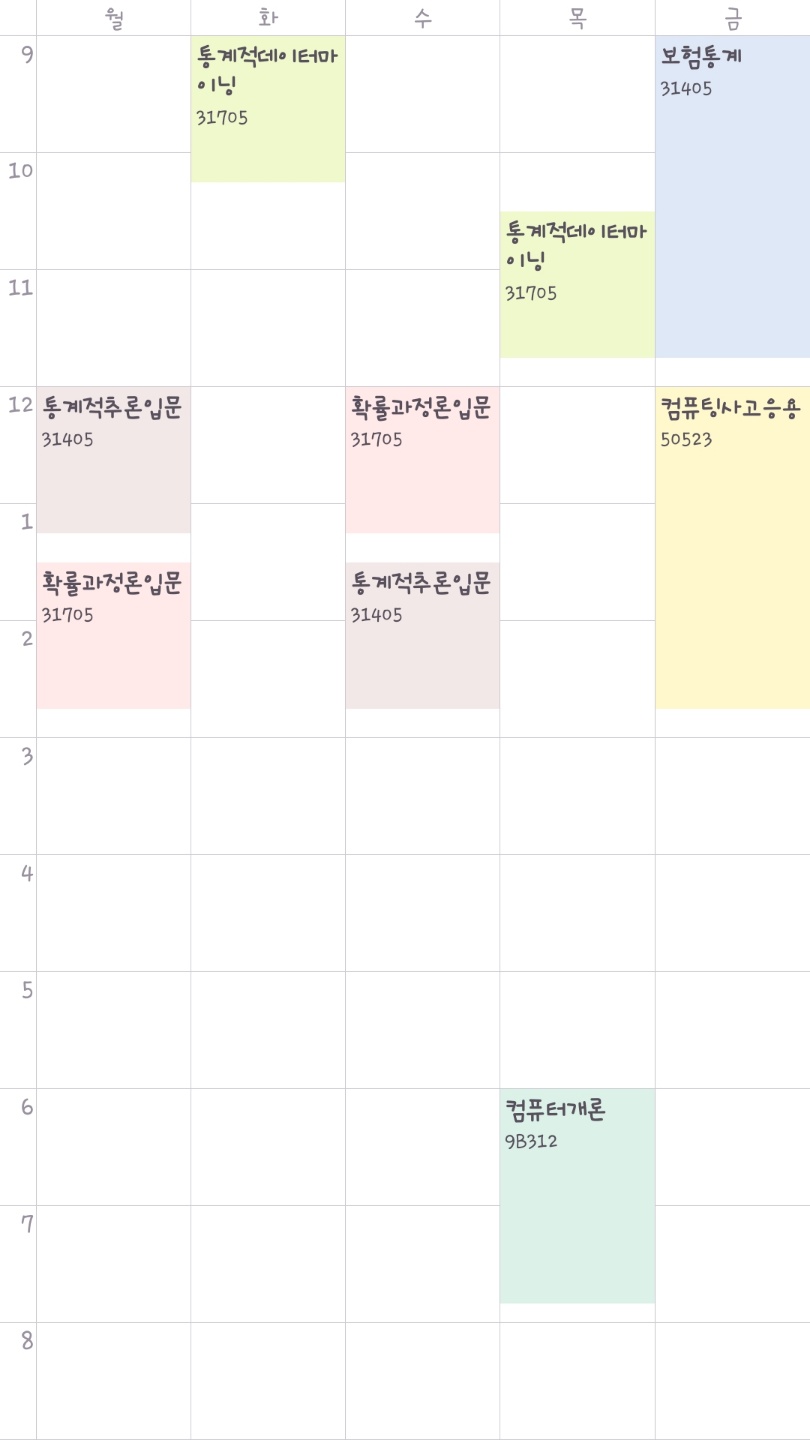 월 화 수 목 금
9
통계적데이터마
이닝
31705
보험통계
31405
10
통계적데이터마
이닝
31705
11
12
통계적추론입문
31405
확률과정론입문
31705
컴퓨팅사고응용
50523
1
확률과정론입문
31705
통계적추론입문
31405
2
3
4
5
6
컴퓨터개론
9B312
7
8